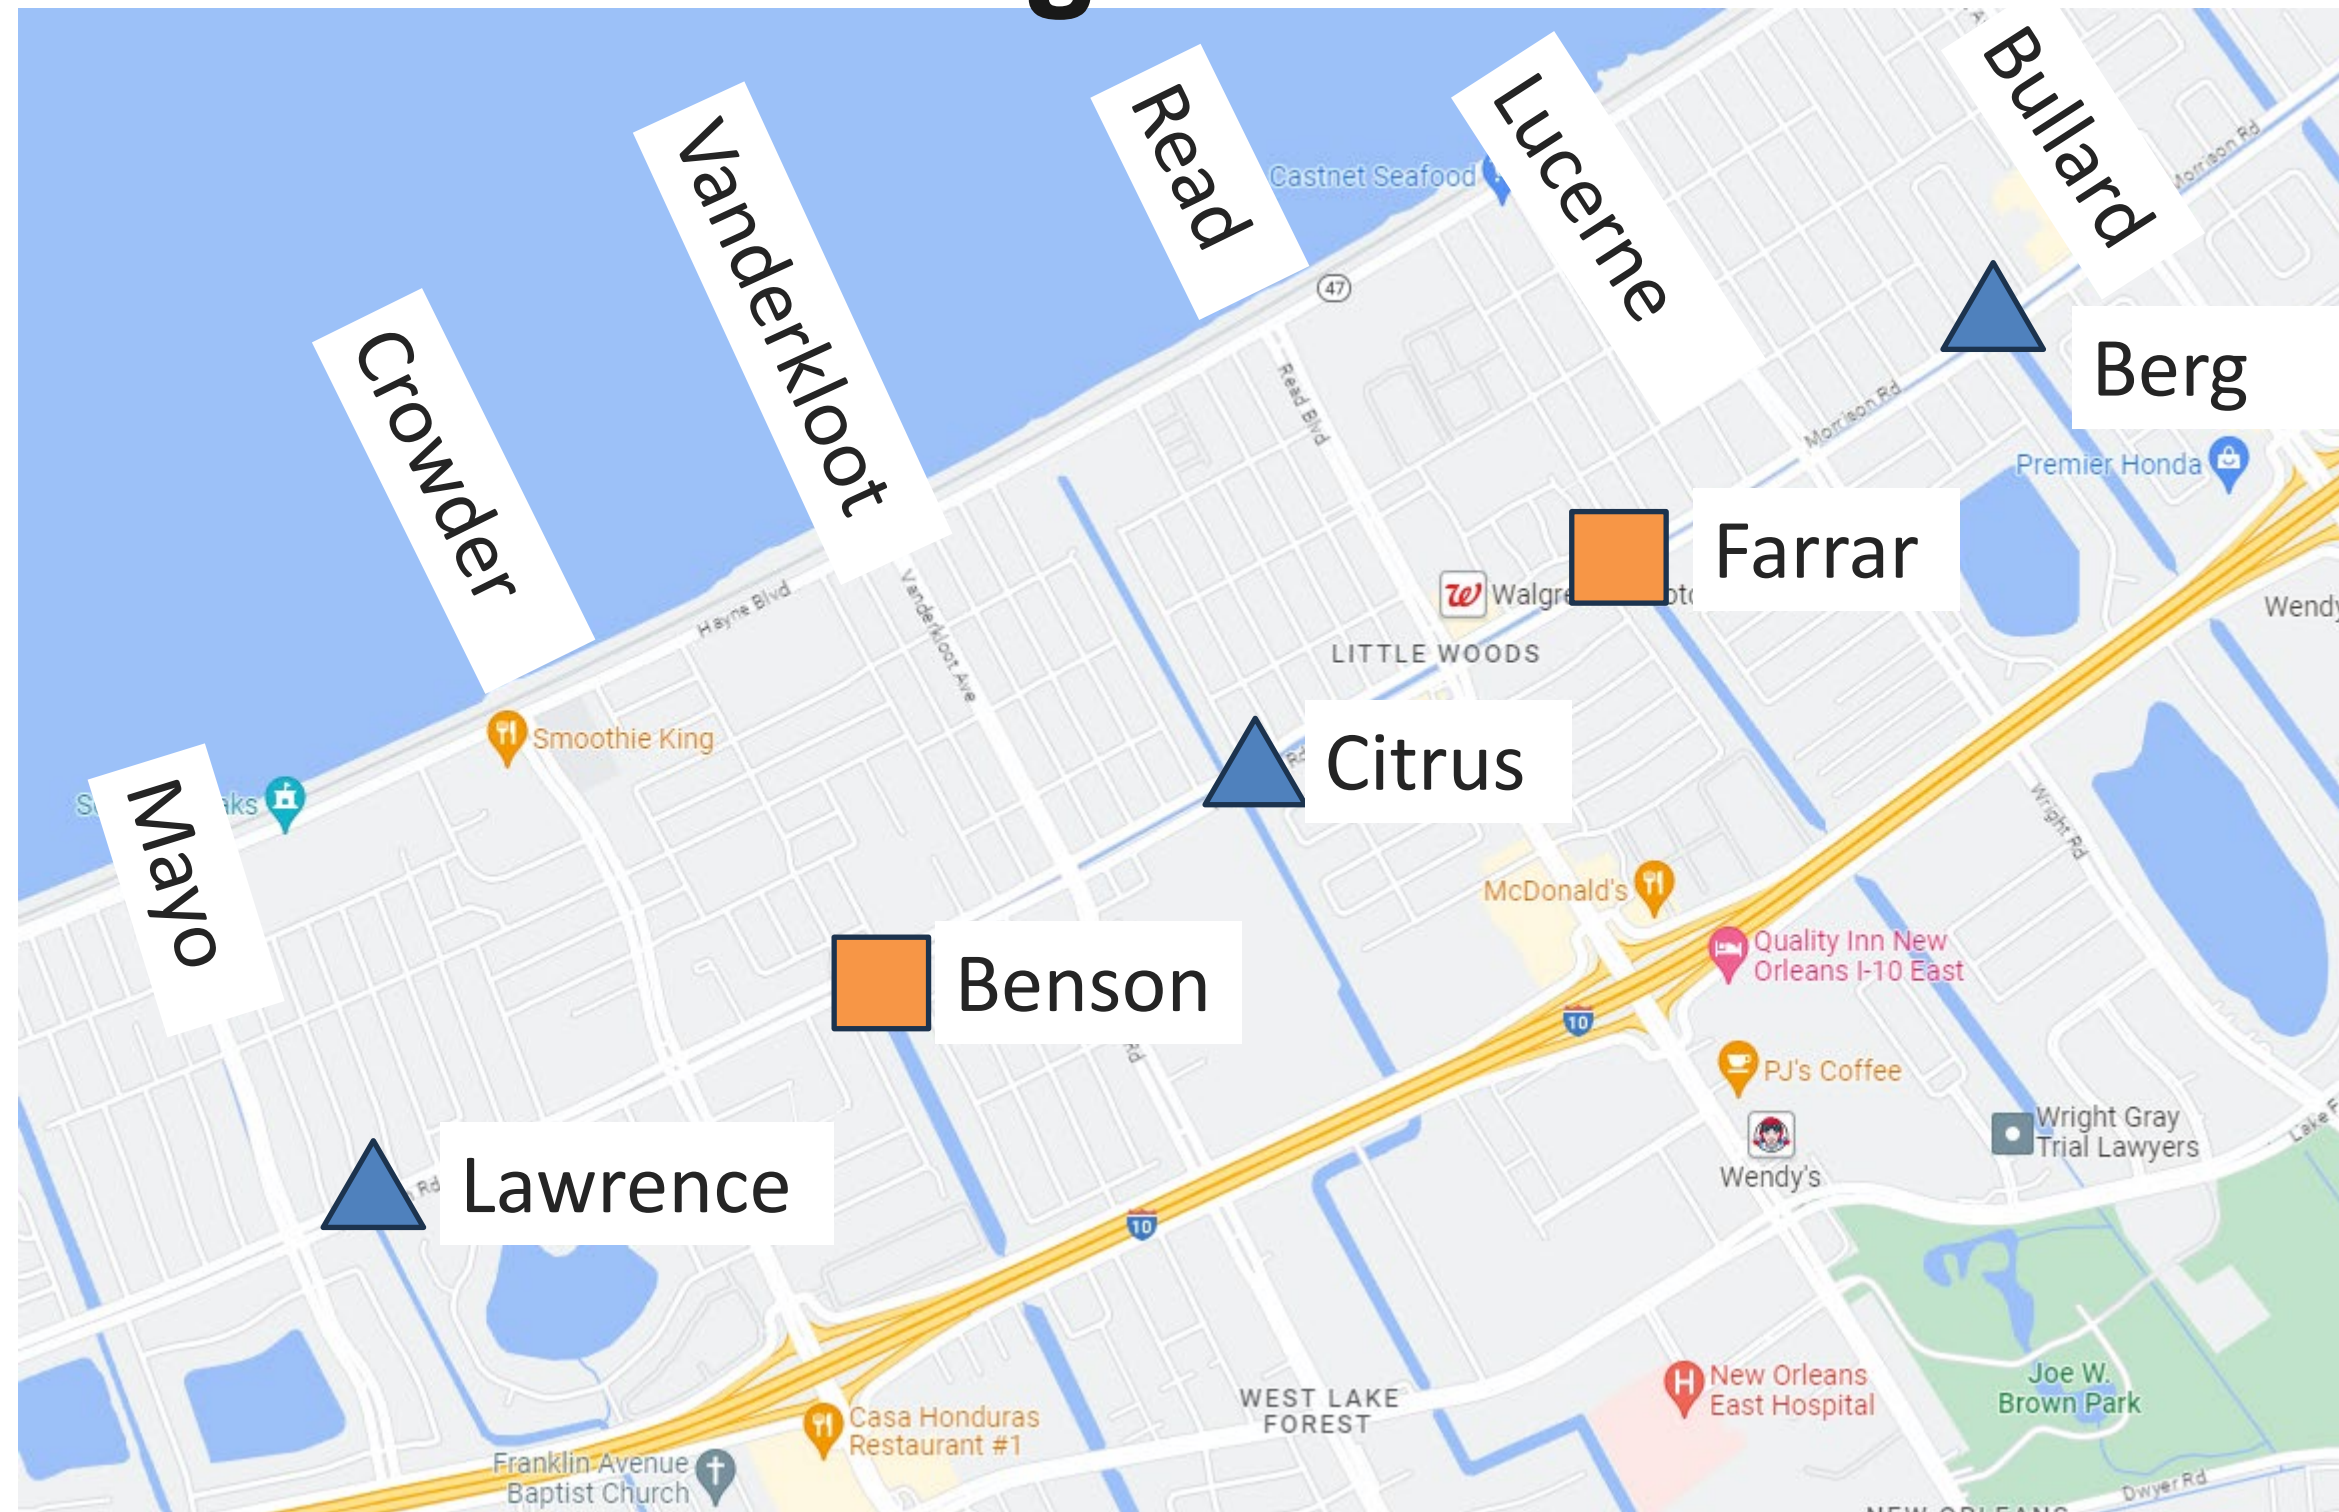 g
Bullard
Read
Lucerne
Vanderkloot
Castnet Seafood
Morrison Rd
47
Crowder
Berg
Read Blvd
Morrison Rd
Premier Honda
Farrar
Hayne Blvd
Vanderkloot Ave
Wendy
LITTLE WOODS
Smoothie King
Citrus
Mayo
Wright Rd
McDonald's
Benson
Quality Inn New
Orleans I-10 East
10
Rd
PJ's Coffee
Wright Gray
Trial Lawyers
Wendy's
Lawrence
Rd
10
New Orleans
East Hospital
Joe W.
Brown Park
WEST LAKE
FOREST
Casa Honduras
Restaurant #1
Franklin Avenue
Baptist Church
Dwyer Rd